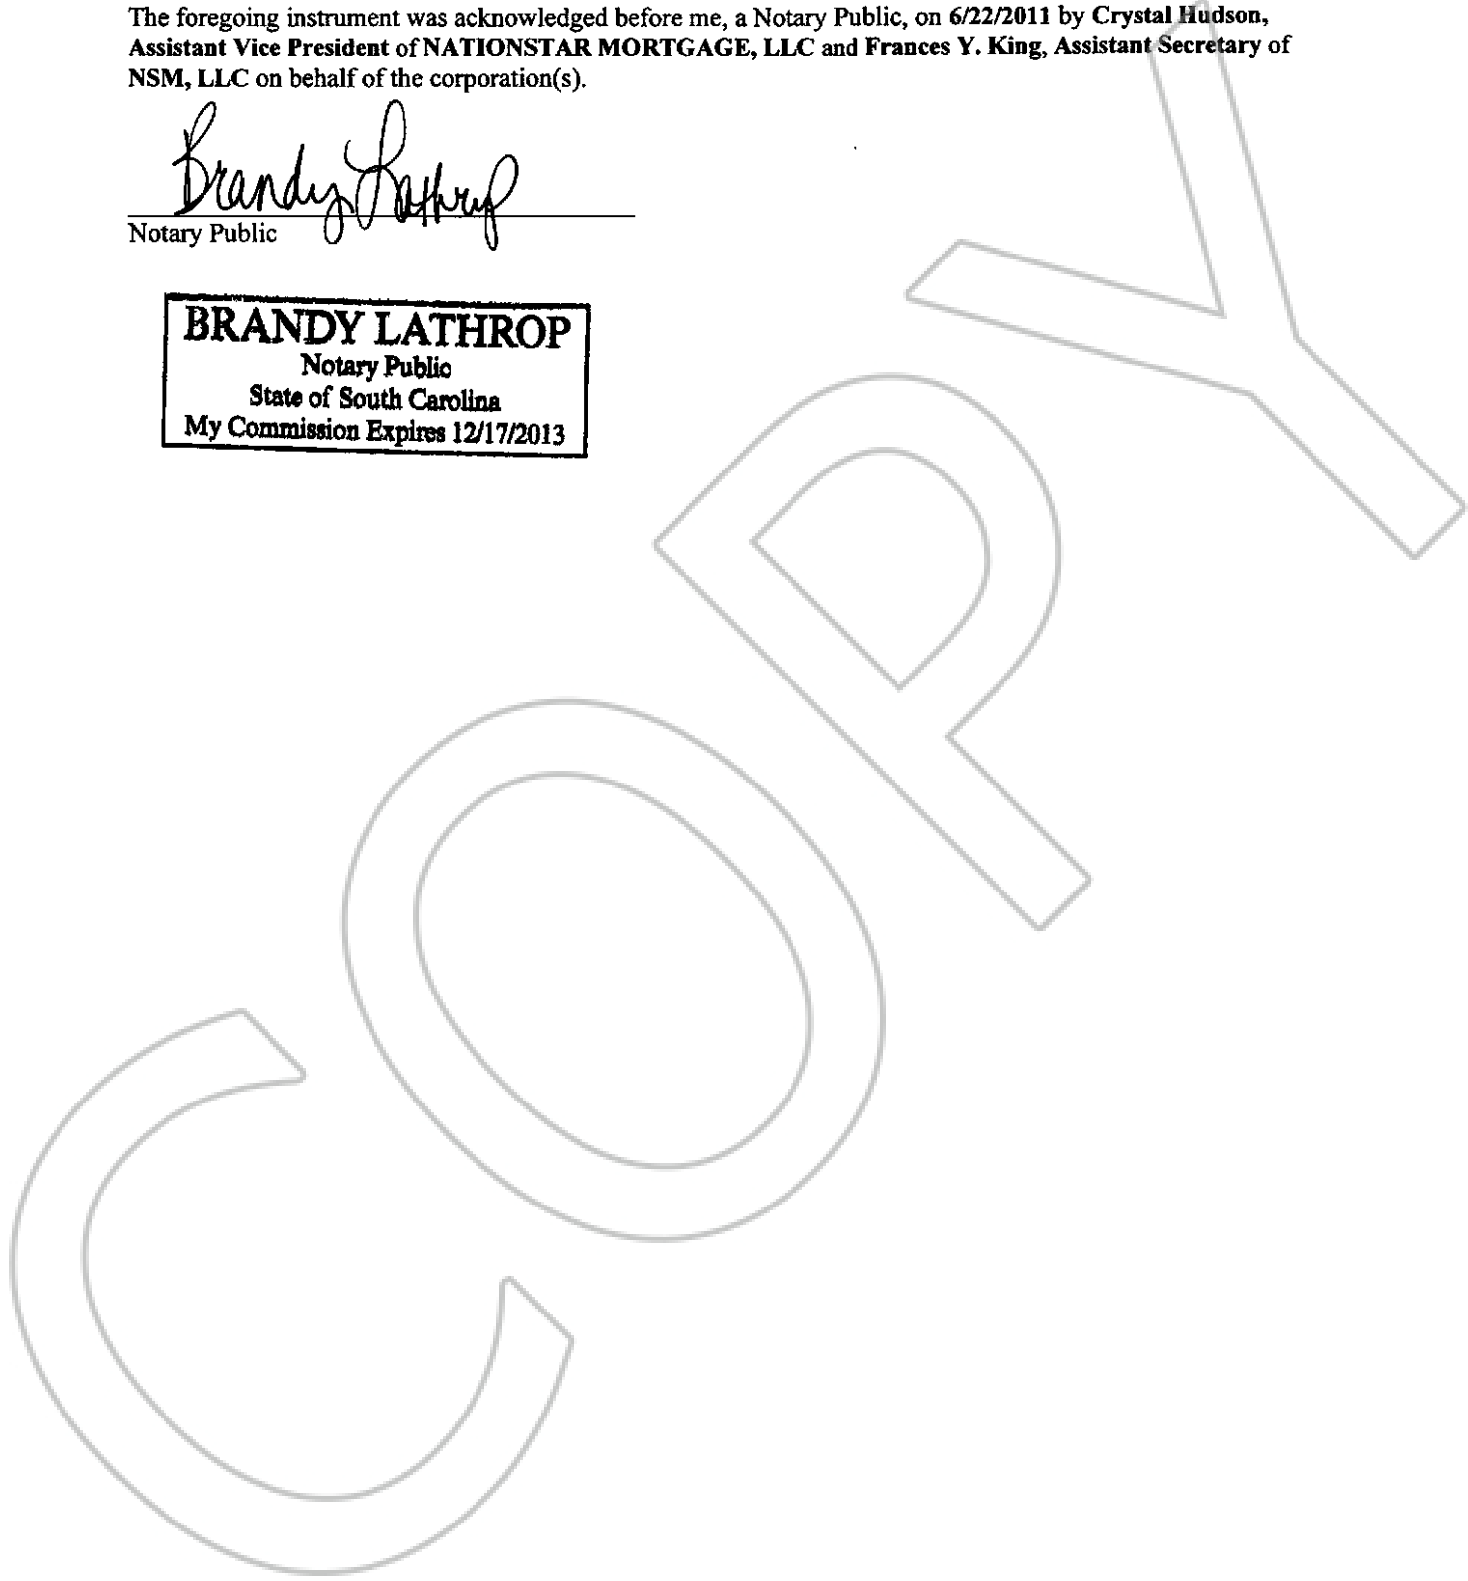 The foregoing instrument was acknowledged before me, a Notary Public, on 6/22/2011 by Crystal Hudson,
Assistant Vice President of NATIONSTAR MORTGAGE, LLC and Frances Y. King, Assistant Secretary of
NSM, LLC on behalf of the corporation(s).
Brandy Lathrop
Notary Public
BRANDY LATHROP
Notary Public
State of South Carolina
My Commission Expires 12/17/2013
COPY